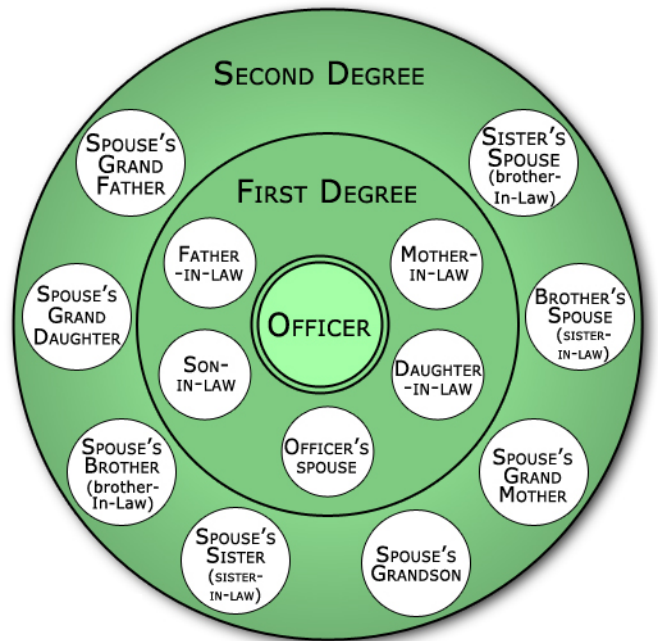 SECOND DEGREE
SPOUSE'S
GRAND
FATHER
SISTER'S
SPOUSE
(brother-
In-Law)
FIRST DEGREE
FATHER
-IN-LAW
MOTHER-
IN-LAW
SPOUSE'S
GRAND
DAUGHTER
OFFICER
BROTHER'S
SPOUSE
(SISTER-
IN-LAW)
SON-
IN-LAW
DAUGHTER
-IN-LAW
SPOUSE'S
BROTHER
(brother-
In-Law)
OFFICER'S
SPOUSE
SPOUSE'S
GRAND
MOTHER
SPOUSE'S
SISTER
(SISTER-
IN-LAW)
SPOUSE'S
GRANDSON